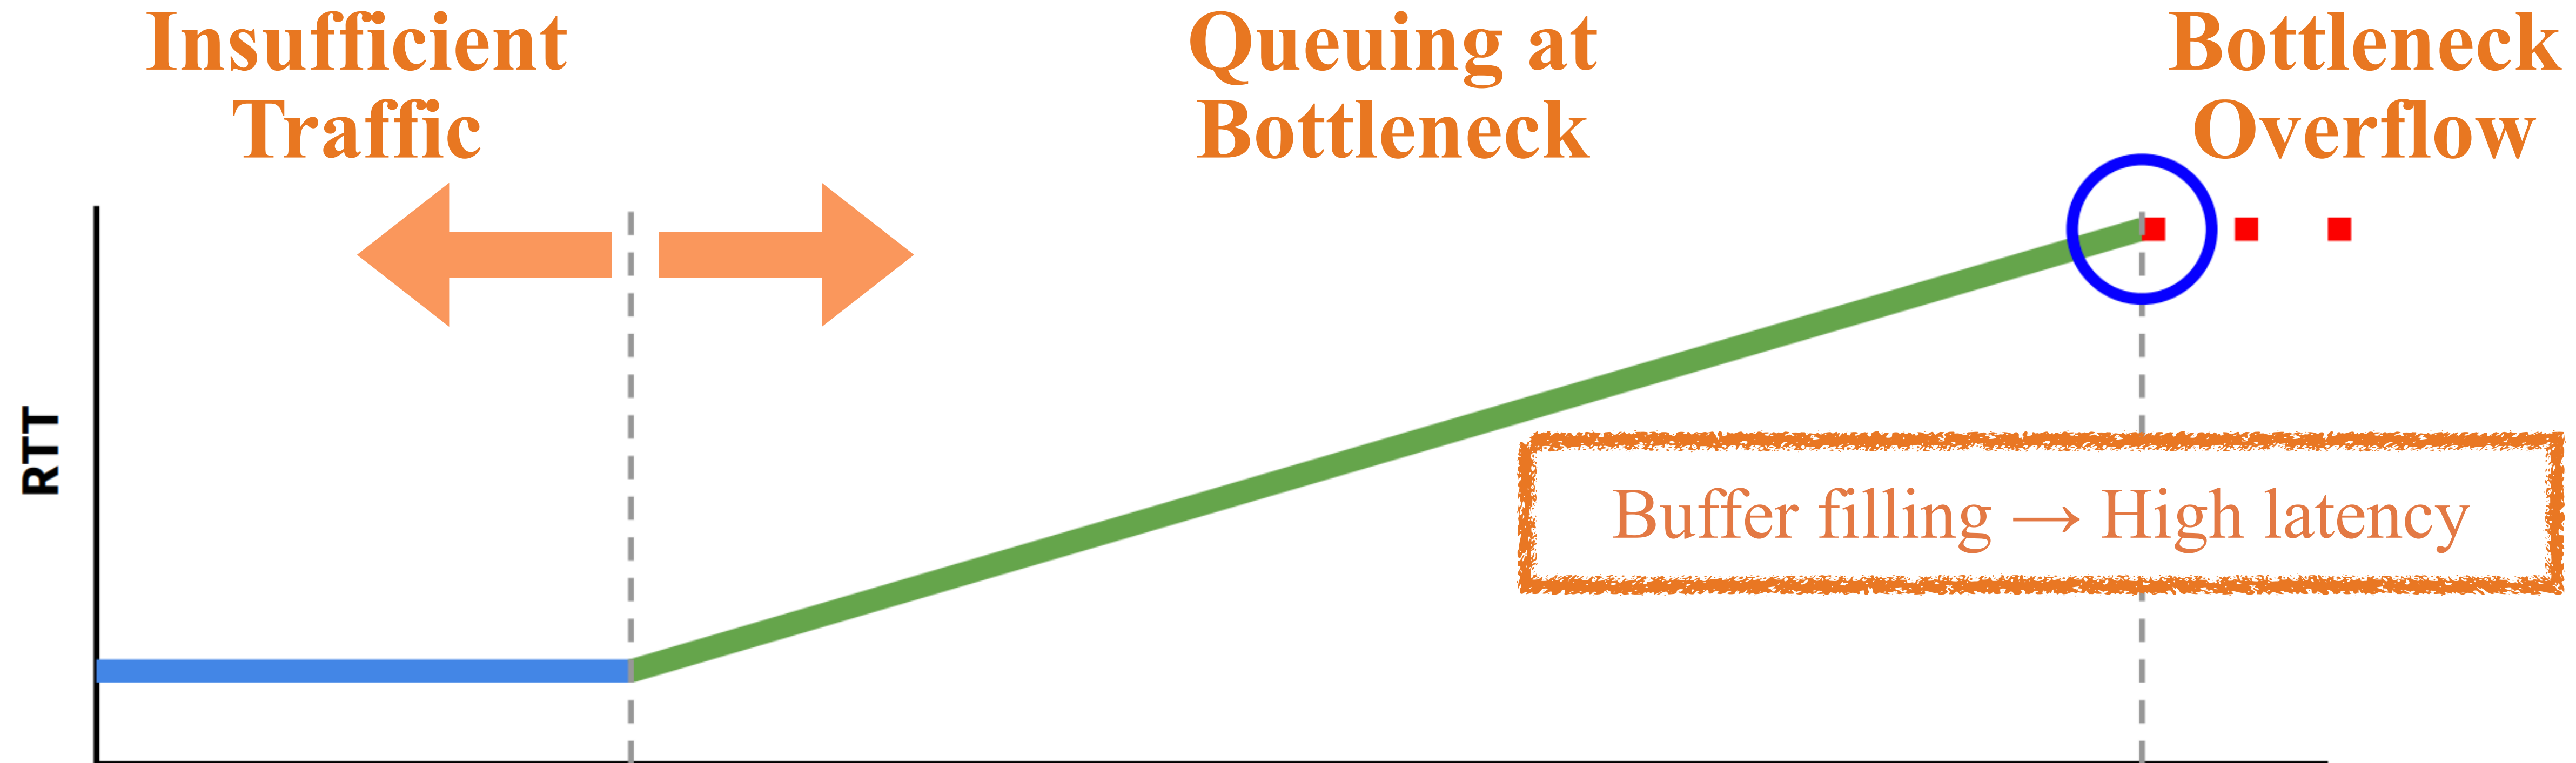 Insufficient
Traffic
Queuing at
Bottleneck
Bottleneck
Overflow
RTT
Buffer filling → High latency